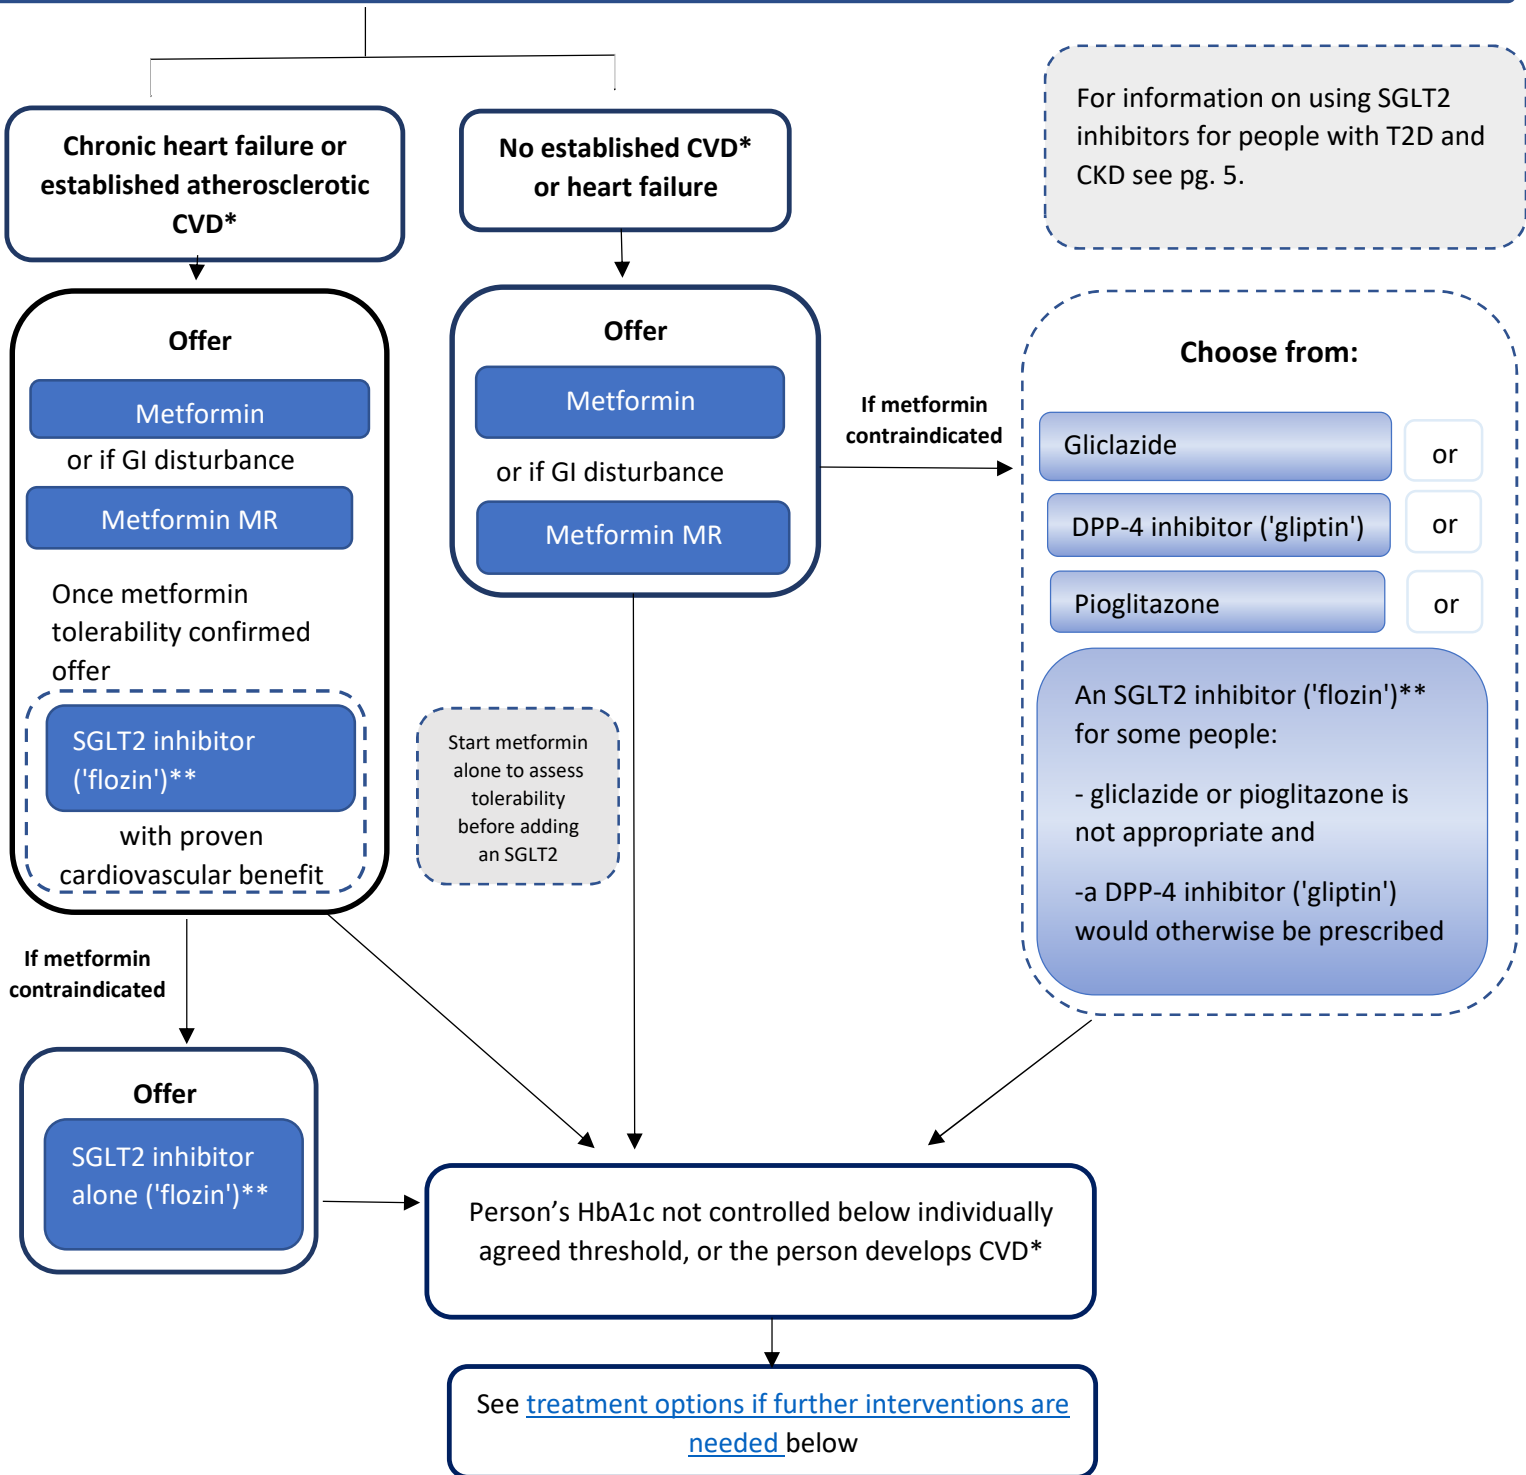 Chronic heart failure or
established atherosclerotic
CVD*
No established CVD*
or heart failure
For information on using SGLT2
inhibitors for people with T2D and
CKD see pg. 5.
Offer
Metformin
or if GI disturbance
Metformin MR
Once metformin
tolerability confirmed
offer
SGLT2 inhibitor
('flozin')**
with proven
cardiovascular benefit
Offer
Metformin
or if GI disturbance
Metformin MR
If metformin
contraindicated
Choose from:
Gliclazide
or
DPP-4 inhibitor ('gliptin')
or
Pioglitazone
or
An SGLT2 inhibitor ('flozin')**
for some people:
- gliclazide or pioglitazone is
not appropriate and
-a DPP-4 inhibitor ('gliptin')
would otherwise be prescribed
Start metformin
alone to assess
tolerability
before adding
an SGLT2
If metformin
contraindicated
Offer
SGLT2 inhibitor
alone ('flozin')**
Person’s HbA1c not controlled below individually
agreed threshold, or the person develops CVD*
See treatment options if further interventions are
needed below